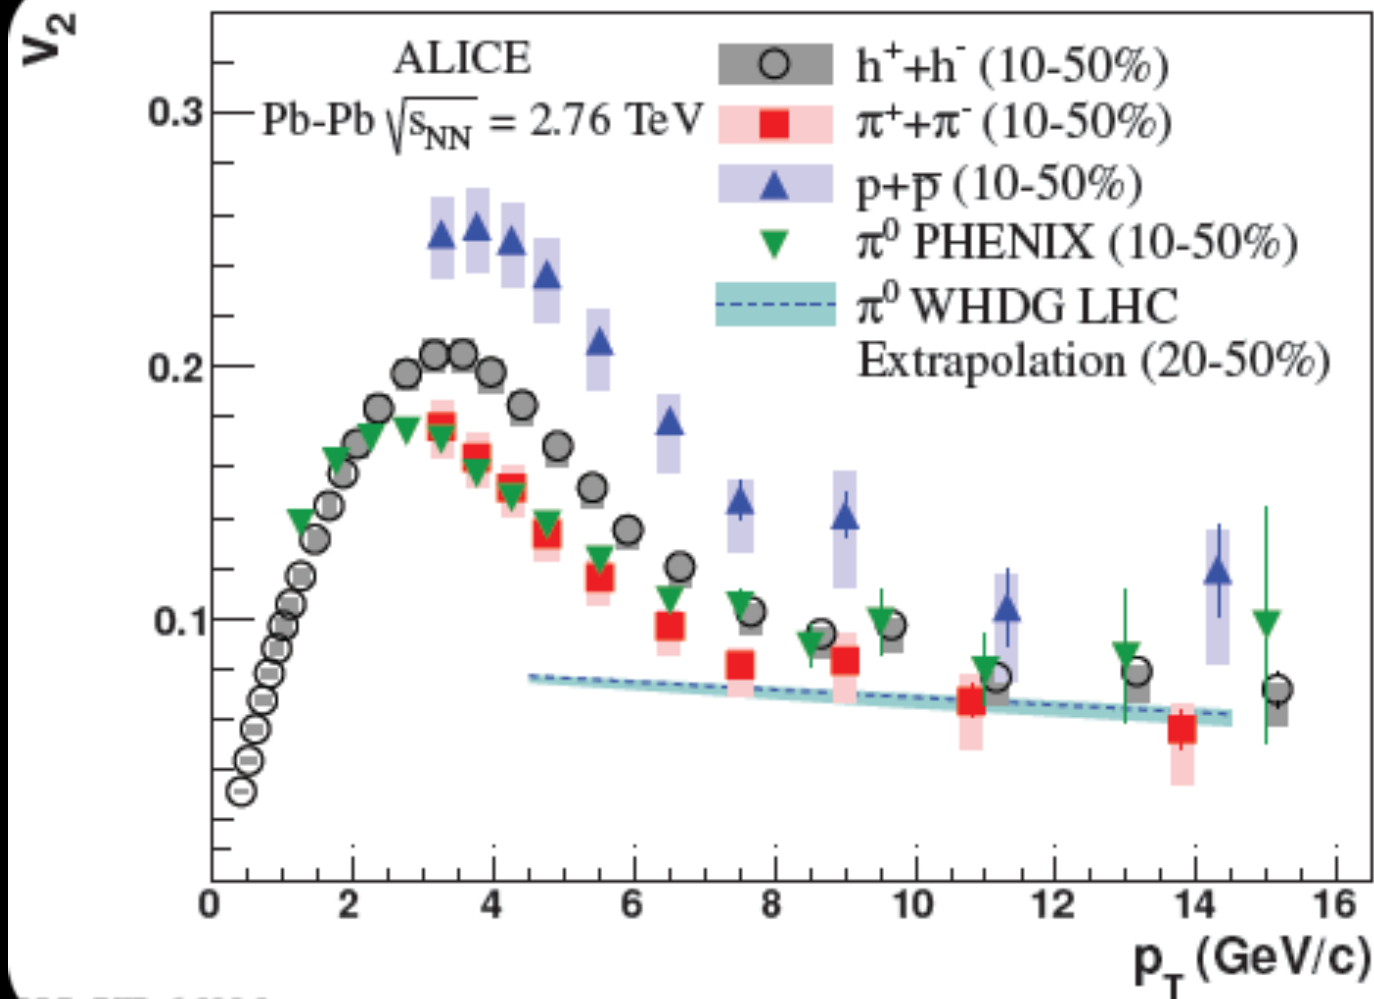 v₂
ALICE
Pb-Pb √sNN = 2.76 TeV
h⁺+h⁻ (10-50%)
π⁺+π⁻ (10-50%)
p+p̅ (10-50%)
π⁰ PHENIX (10-50%)
π⁰ WHDG LHC
Extrapolation (20-50%)
0.3
0.2
0.1
0 2 4 6 8 10 12 14 16
pT (GeV/c)